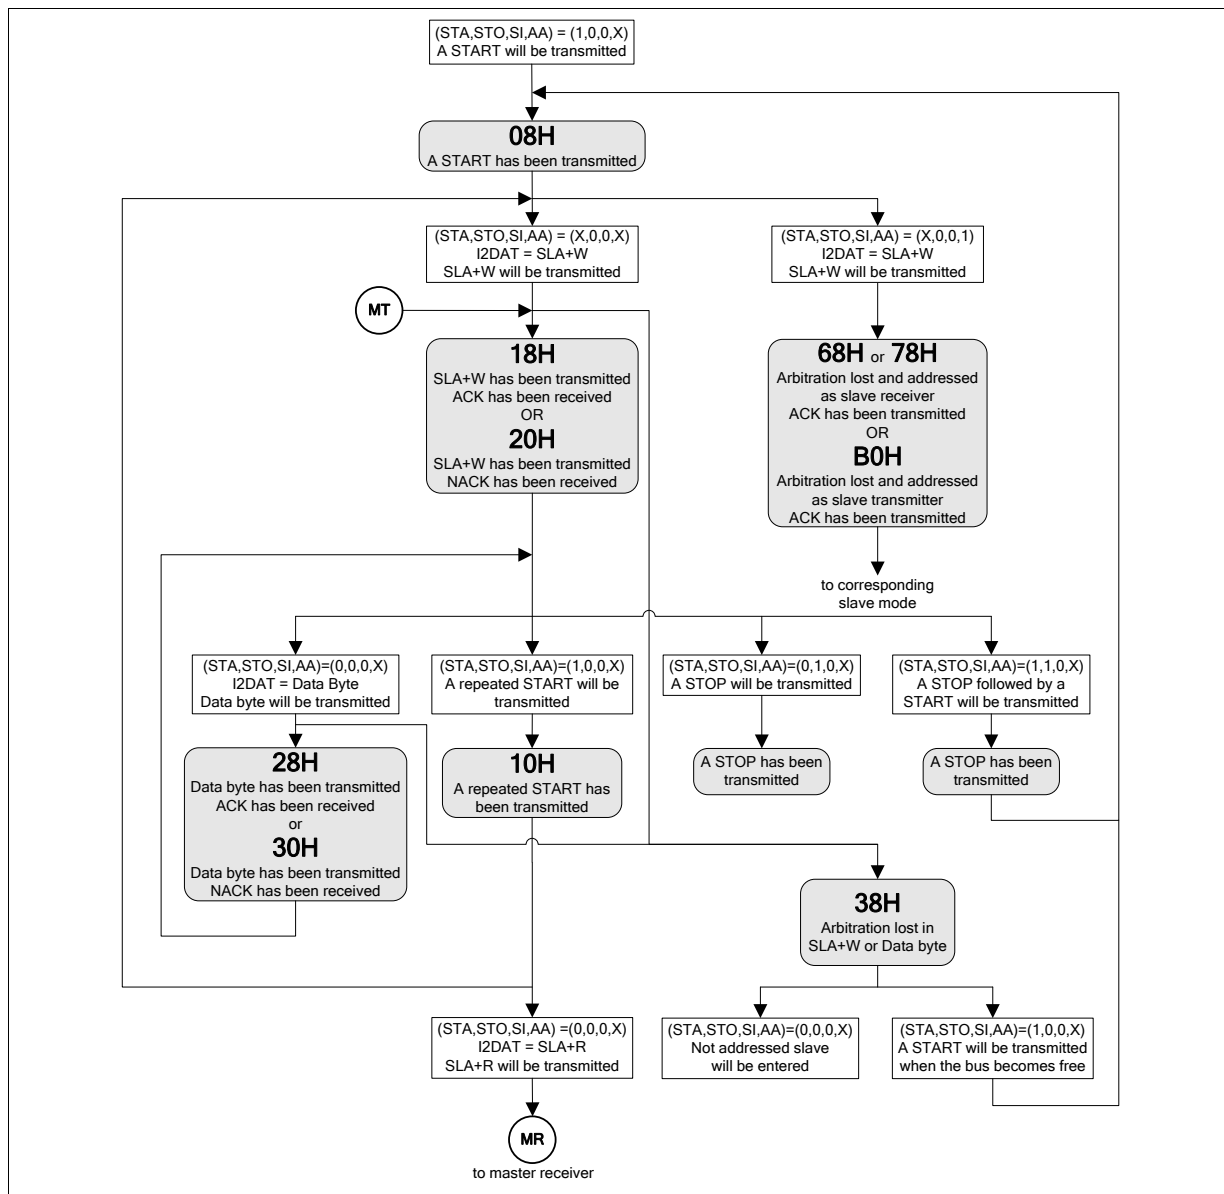 (STA,STO,SI,AA) = (1,0,0,X)
A START will be transmitted
08H
A START has been transmitted
(STA,STO,SI,AA) = (X,0,0,X)
I2DAT = SLA+W
SLA+W will be transmitted
(STA,STO,SI,AA) = (X,0,0,1)
I2DAT = SLA+W
SLA+W will be transmitted
MT
18H
SLA+W has been transmitted
ACK has been received
OR
20H
SLA+W has been transmitted
NACK has been received
68H or 78H
Arbitration lost and addressed
as slave receiver
ACK has been transmitted
OR
B0H
Arbitration lost and addressed
as slave transmitter
ACK has been transmitted
to corresponding
slave mode
(STA,STO,SI,AA)=(0,0,0,X)
I2DAT = Data Byte
Data byte will be transmitted
(STA,STO,SI,AA)=(1,0,0,X)
A repeated START will be
transmitted
(STA,STO,SI,AA)=(0,1,0,X)
A STOP will be transmitted
(STA,STO,SI,AA)=(1,1,0,X)
A STOP followed by a
START will be transmitted
28H
Data byte has been transmitted
ACK has been received
or
30H
Data byte has been transmitted
NACK has been received
10H
A repeated START has
been transmitted
A STOP has been
transmitted
A STOP has been
transmitted
38H
Arbitration lost in
SLA+W or Data byte
(STA,STO,SI,AA) =(0,0,0,X)
I2DAT = SLA+R
SLA+R will be transmitted
(STA,STO,SI,AA)=(0,0,0,X)
Not addressed slave
will be entered
(STA,STO,SI,AA)=(1,0,0,X)
A START will be transmitted
when the bus becomes free
MR
to master receiver